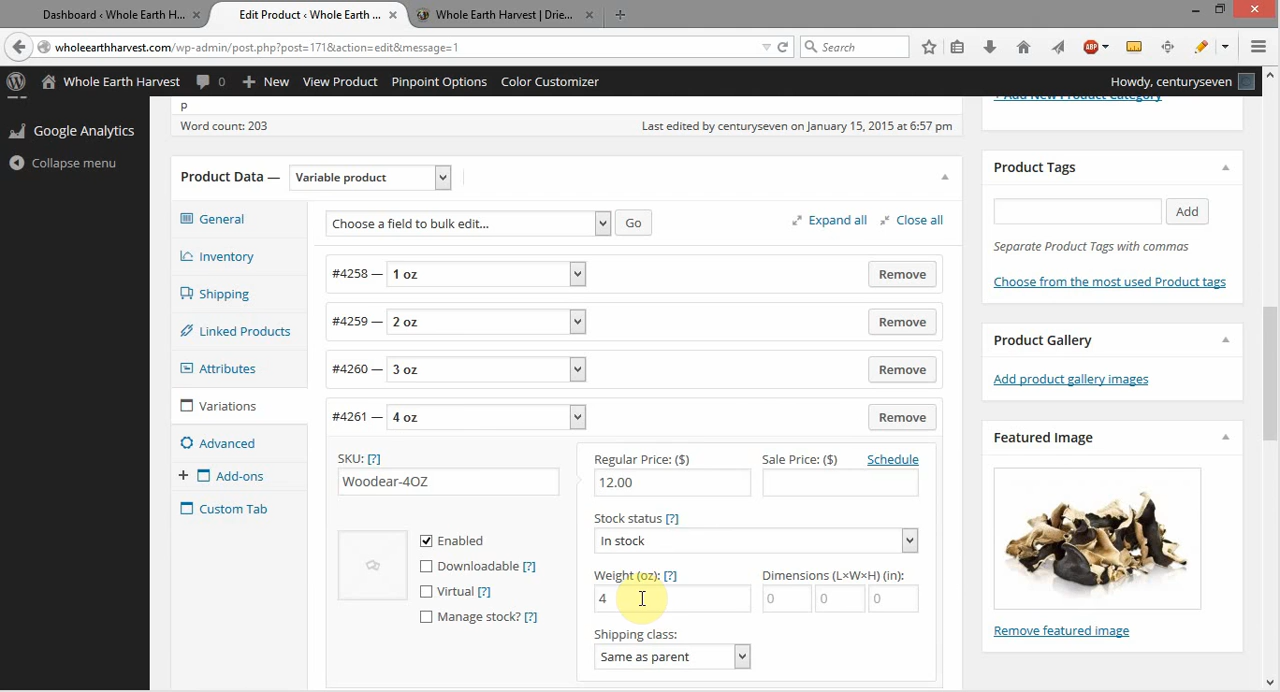 Dashboard ‹ Whole Earth H...
Edit Product ‹ Whole Earth ...
Whole Earth Harvest | Drie...
wholeearthharvest.com/wp-admin/post.php?post=171&action=edit&message=1
Search
ABP
Whole Earth Harvest
0
New
View Product
Pinpoint Options
Color Customizer
Howdy, centuryseven
Google Analytics
Collapse menu
p
Word count: 203
Last edited by centuryseven on January 15, 2015 at 6:57 pm
+ Add New Product Category
Product Data —
Variable product
General
Inventory
Shipping
Linked Products
Attributes
Variations
Advanced
Add-ons
Custom Tab
Choose a field to bulk edit...
Go
Expand all
Close all
#4258 — 1 oz
Remove
#4259 — 2 oz
Remove
#4260 — 3 oz
Remove
#4261 — 4 oz
Remove
SKU: [?]
Woodear-4OZ
Enabled
Downloadable [?]
Virtual [?]
Manage stock? [?]
Regular Price: ($)
12.00
Sale Price: ($)
Schedule
Stock status [?]
In stock
Weight (oz): [?]
4
Dimensions (L×W×H) (in):
0
0
0
Shipping class:
Same as parent
Product Tags
Add
Separate Product Tags with commas
Choose from the most used Product tags
Product Gallery
Add product gallery images
Featured Image
Remove featured image